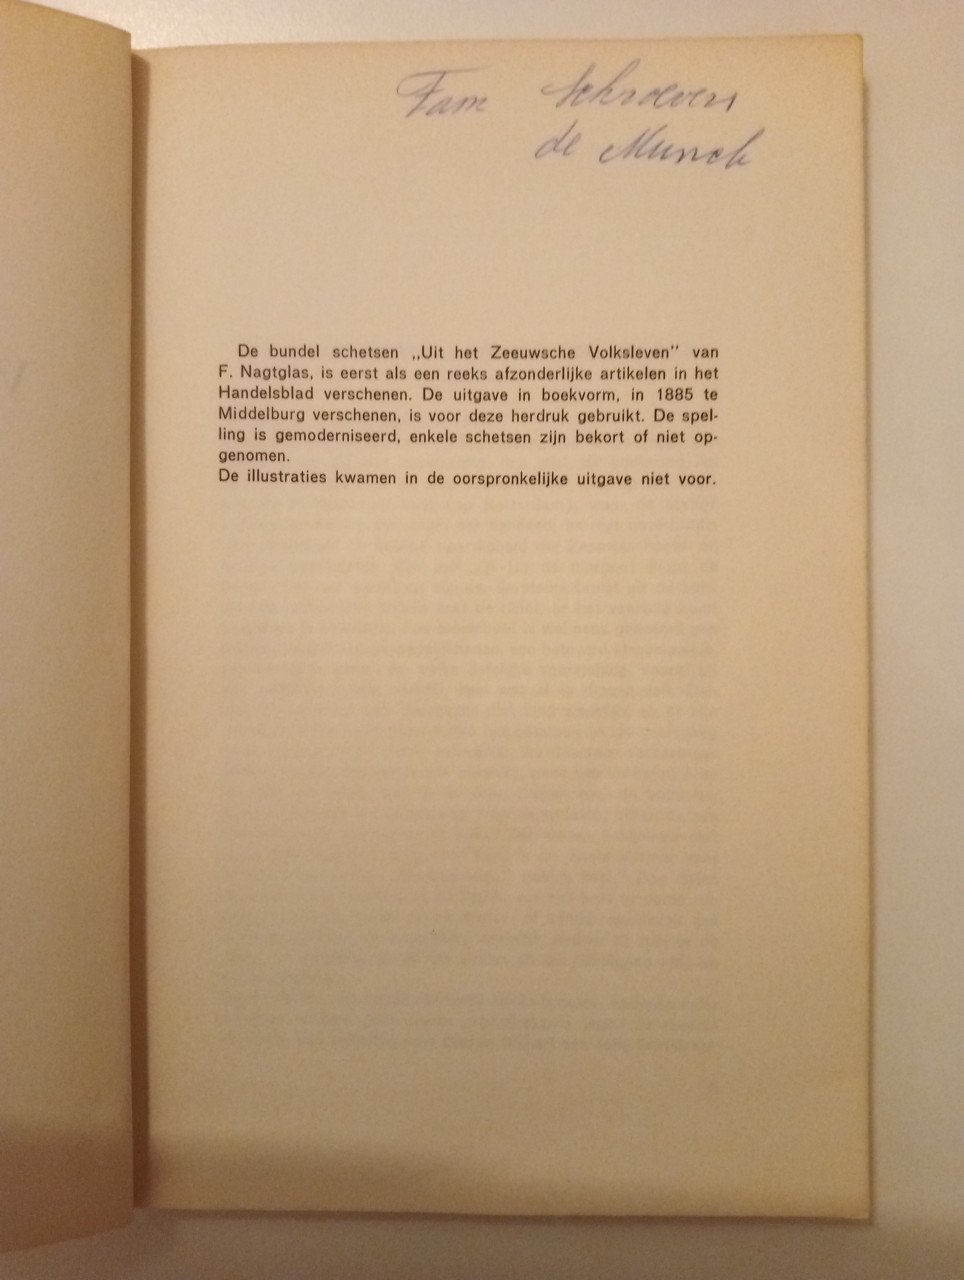 Fam Schroevers
de Munck
De bundel schetsen „Uit het Zeeuwsche Volksleven" van
F. Nagtglas, is eerst als een reeks afzonderlijke artikelen in het
Handelsblad verschenen. De uitgave in boekvorm, in 1885 te
Middelburg verschenen, is voor deze herdruk gebruikt. De spel-
ling is gemoderniseerd, enkele schetsen zijn bekort of niet op-
genomen.
De illustraties kwamen in de oorspronkelijke uitgave niet voor.